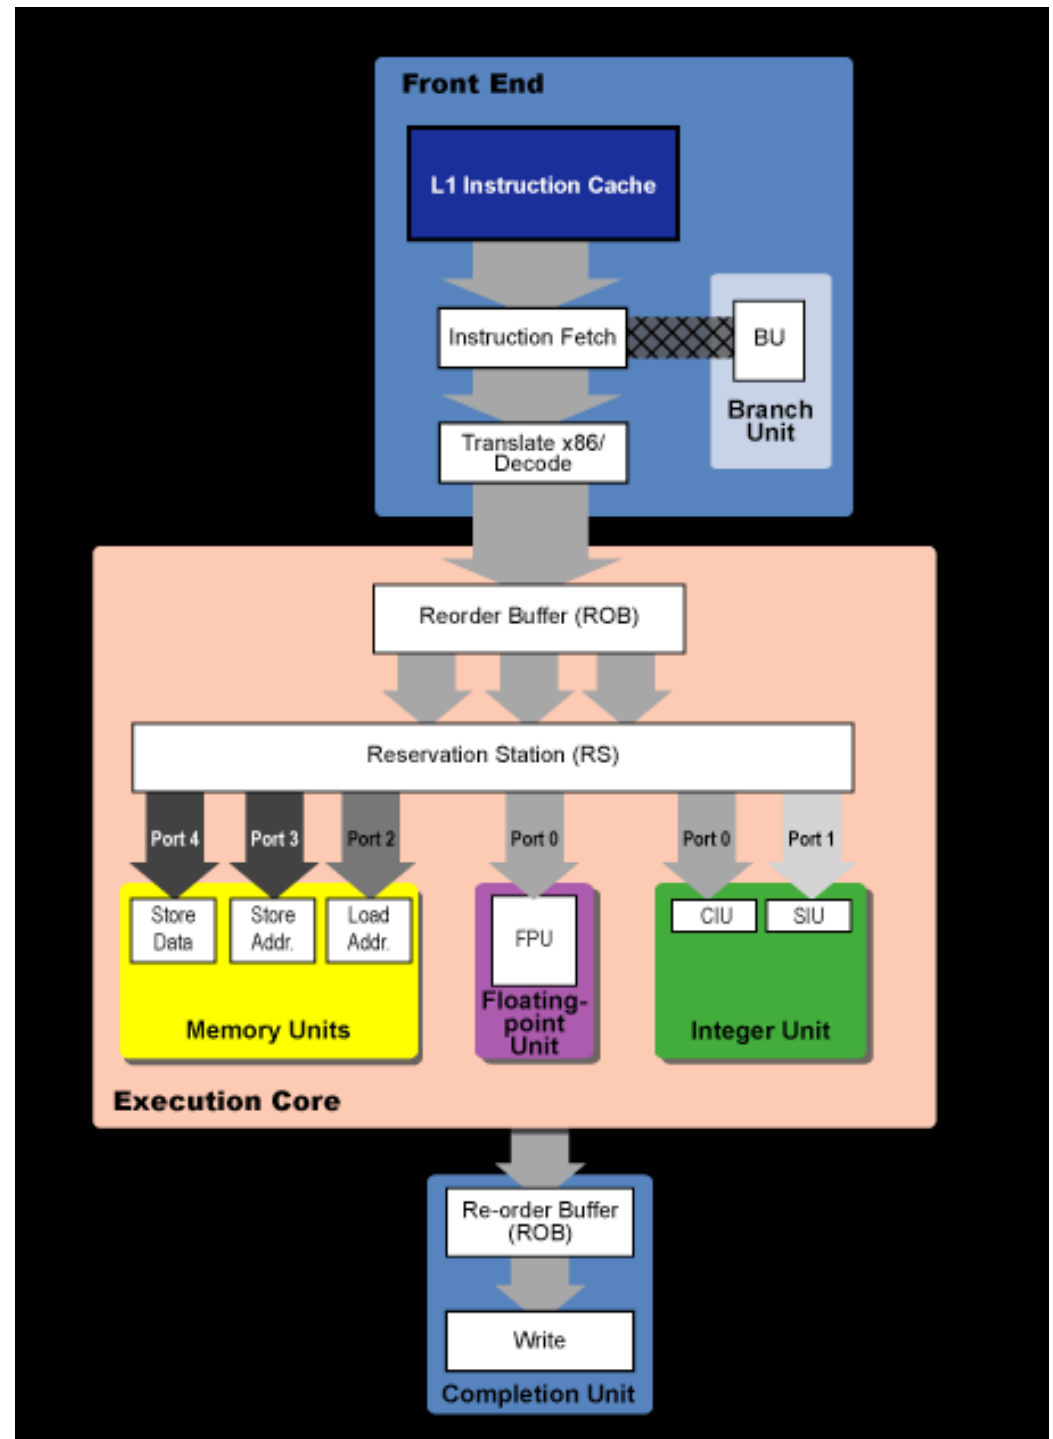 Front End
L1 Instruction Cache
Instruction Fetch
BU
Branch
Unit
Translate x86/
Decode
Reorder Buffer (ROB)
Reservation Station (RS)
Port 4
Port 3
Port 2
Port 0
Port 0
Port 1
Store
Data
Store
Addr.
Load
Addr.
FPU
CIU
SIU
Memory Units
Floating-
point
Unit
Integer Unit
Execution Core
Re-order Buffer
(ROB)
Write
Completion Unit